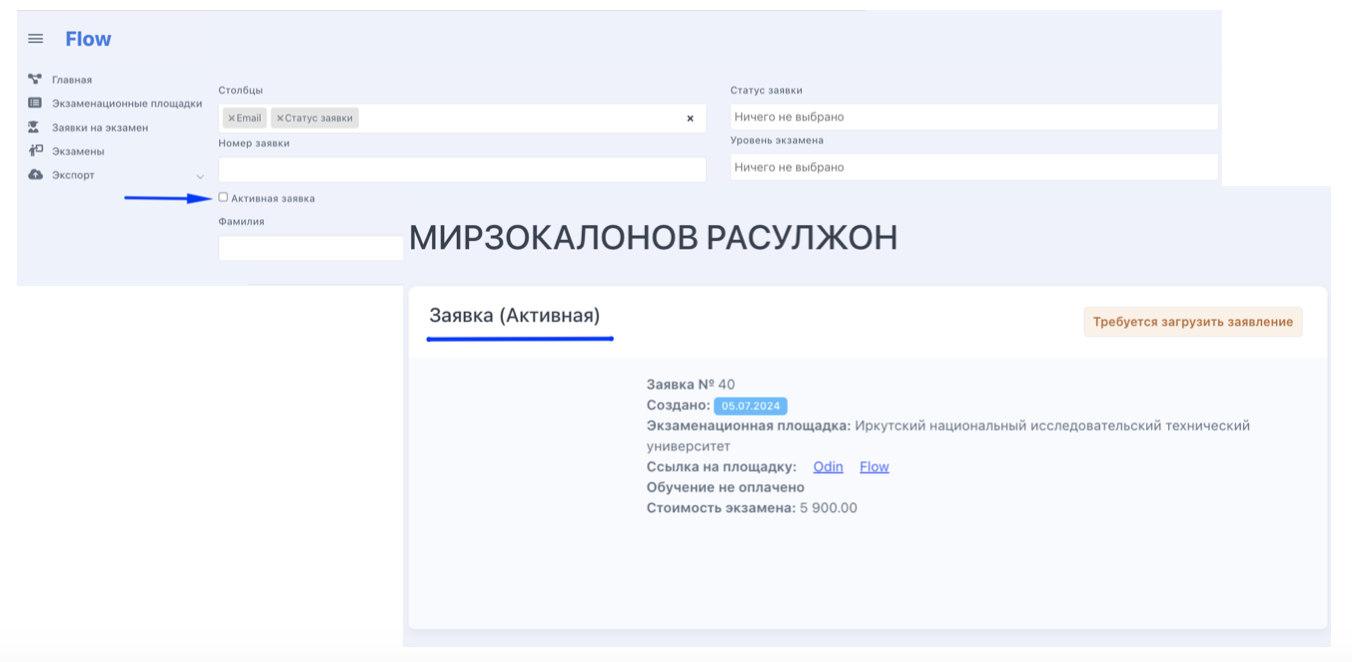 Flow
Главная
Экзаменационные площадки
Заявки на экзамен
Экзамены
Экспорт
Столбцы
×Email ×Статус заявки ×
Номер заявки
Активная заявка
Фамилия
Статус заявки
Ничего не выбрано
Уровень экзамена
Ничего не выбрано
МИРЗОКАЛОНОВ РАСУЛЖОН
Заявка (Активная)
Требуется загрузить заявление
Заявка № 40
Создано: 05.07.2024
Экзаменационная площадка: Иркутский национальный исследовательский технический
университет
Ссылка на площадку: Odin Flow
Обучение не оплачено
Стоимость экзамена: 5 900.00